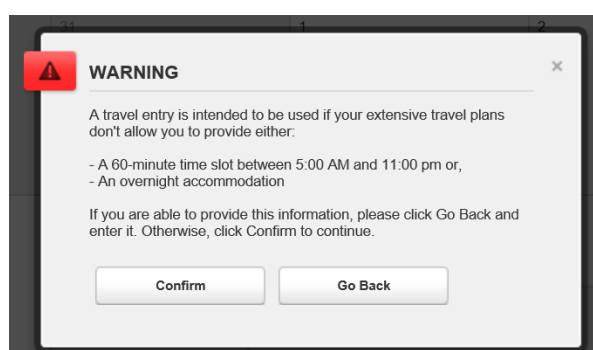 31 1 2
WARNING ×
A travel entry is intended to be used if your extensive travel plans
don't allow you to provide either:
- A 60-minute time slot between 5:00 AM and 11:00 pm or,
- An overnight accommodation
If you are able to provide this information, please click Go Back and
enter it. Otherwise, click Confirm to continue.
Confirm Go Back